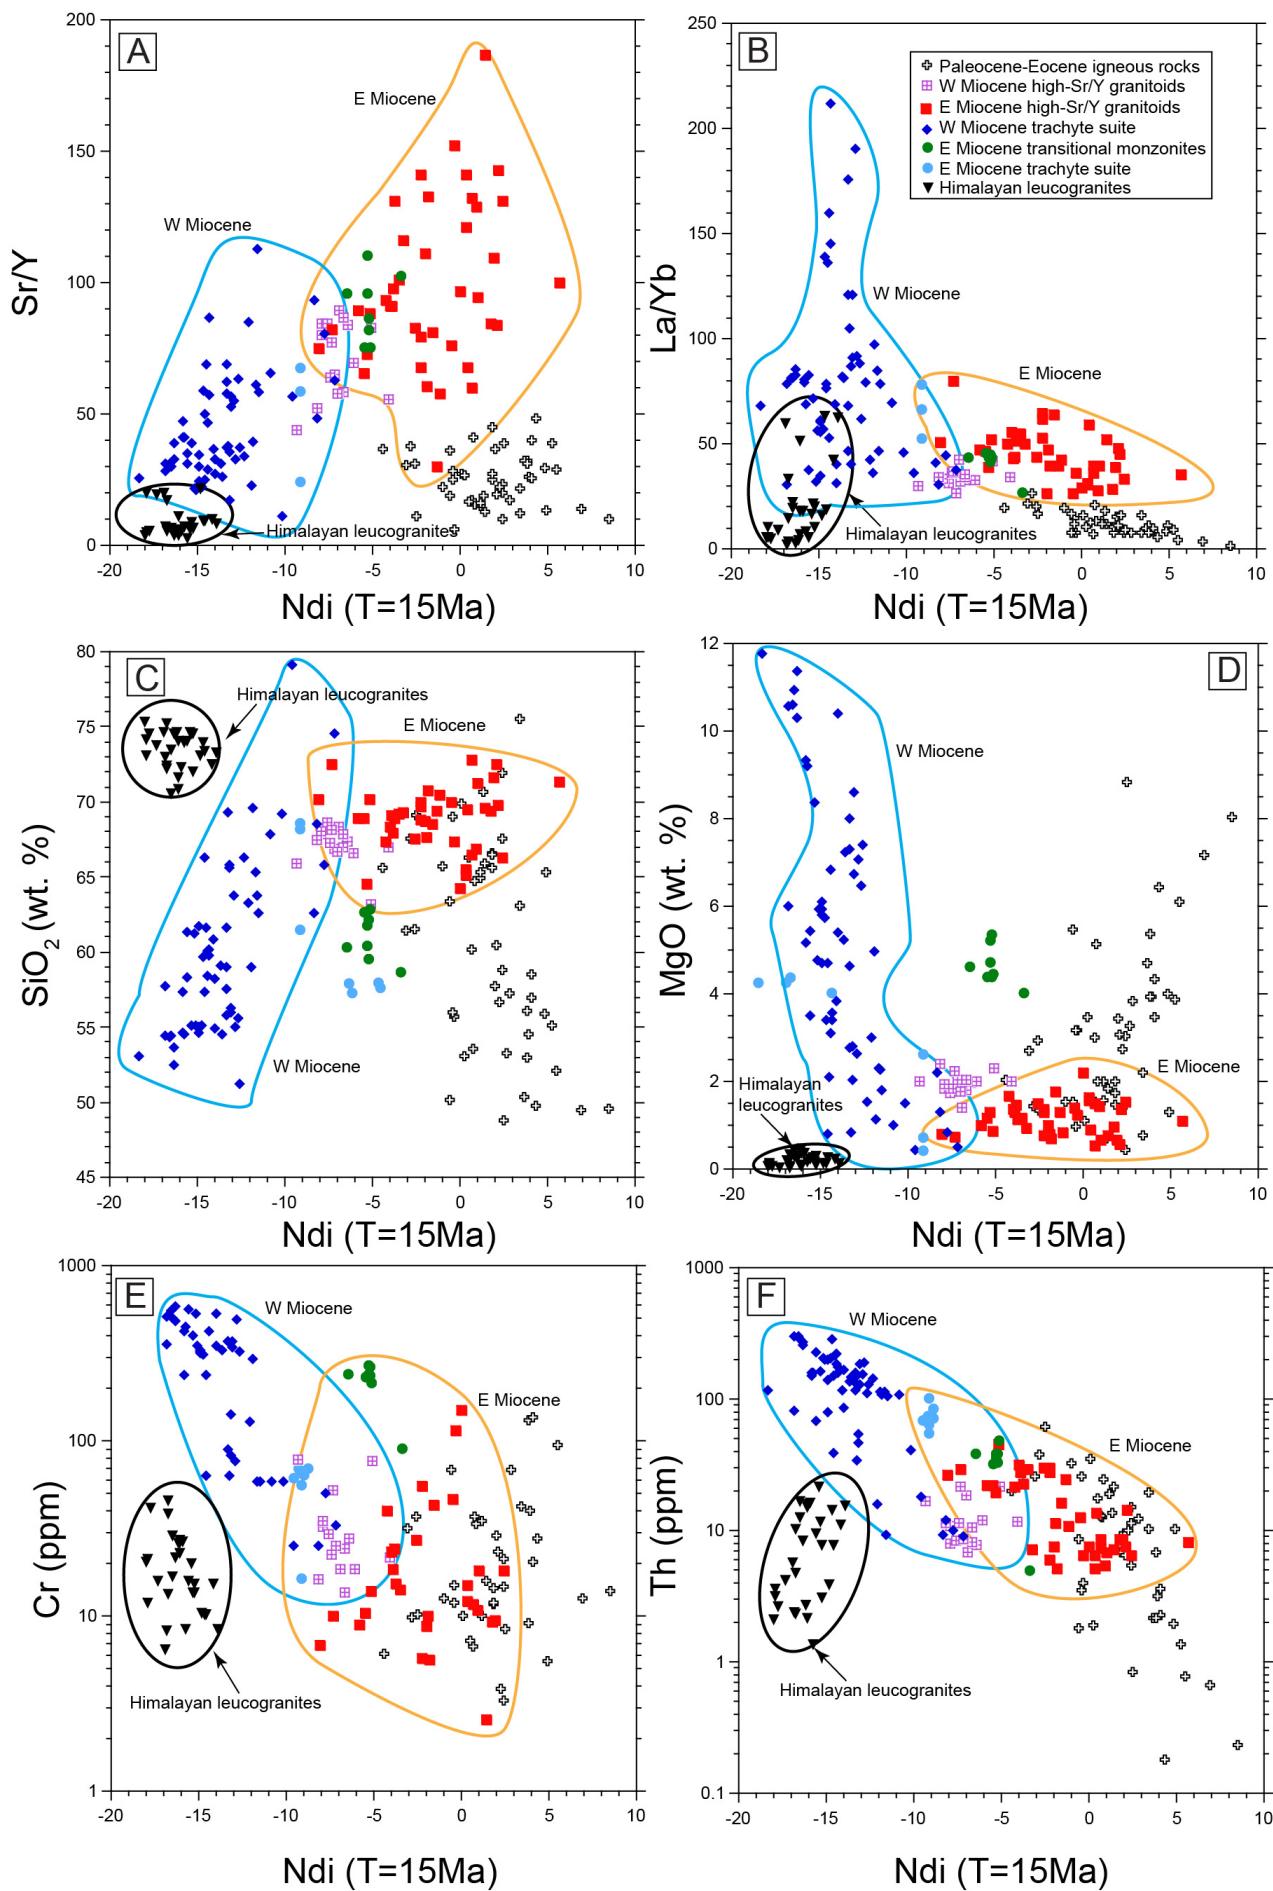 A
200
150
100
50
0
-20
-15
-10
-5
0
5
10
Sr/Y
Ndi (T=15Ma)
E Miocene
W Miocene
Himalayan leucogranites
B
250
200
150
100
50
0
-20
-15
-10
-5
0
5
10
La/Yb
Ndi (T=15Ma)
Paleocene-Eocene igneous rocks
W Miocene high-Sr/Y granitoids
E Miocene high-Sr/Y granitoids
W Miocene trachyte suite
E Miocene transitional monzonites
E Miocene trachyte suite
Himalayan leucogranites
W Miocene
E Miocene
Himalayan leucogranites
C
80
75
70
65
60
55
50
45
-20
-15
-10
-5
0
5
10
SiO2 (wt. %)
Ndi (T=15Ma)
Himalayan leucogranites
E Miocene
W Miocene
D
12
10
8
6
4
2
0
-20
-15
-10
-5
0
5
10
MgO (wt. %)
Ndi (T=15Ma)
W Miocene
E Miocene
Himalayan
leucogranites
E
1000
100
10
1
-20
-15
-10
-5
0
5
10
Cr (ppm)
Ndi (T=15Ma)
W Miocene
E Miocene
Himalayan leucogranites
F
1000
100
10
1
0.1
-20
-15
-10
-5
0
5
10
Th (ppm)
Ndi (T=15Ma)
W Miocene
E Miocene
Himalayan leucogranites